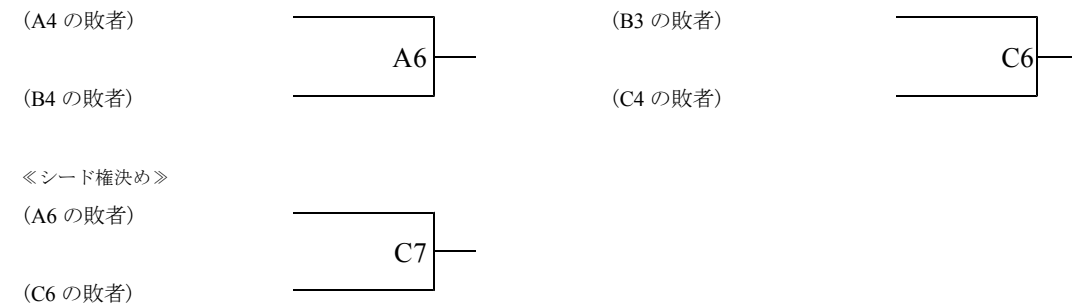 （A4 の敗者）
A6
（B4 の敗者）
（B3 の敗者）
C6
（C4 の敗者）
≪シード権決め≫
（A6 の敗者）
C7
（C6 の敗者）